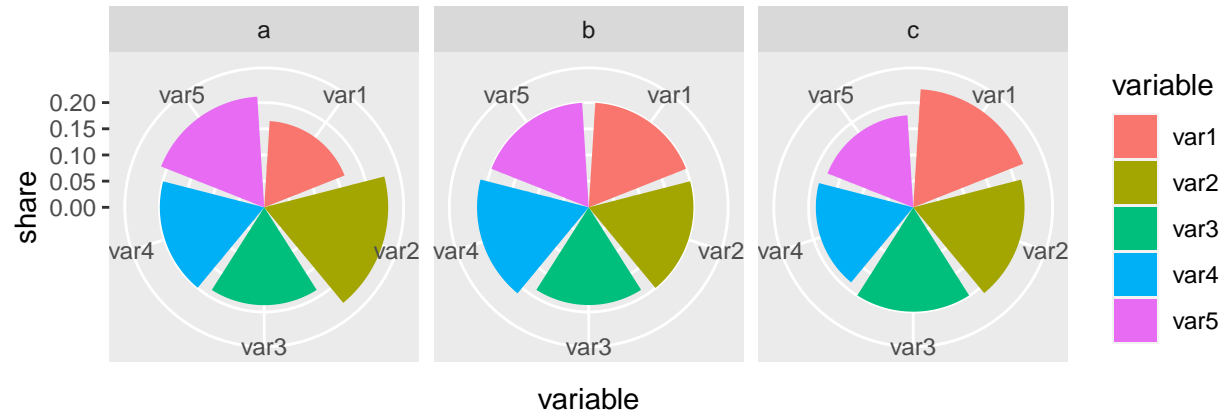 a
b
c
share
0.20
0.15
0.10
0.05
0.00
var5
var1
var4
var2
var3
var5
var1
var4
var2
var3
var5
var1
var4
var2
var3
variable
variable
var1
var2
var3
var4
var5